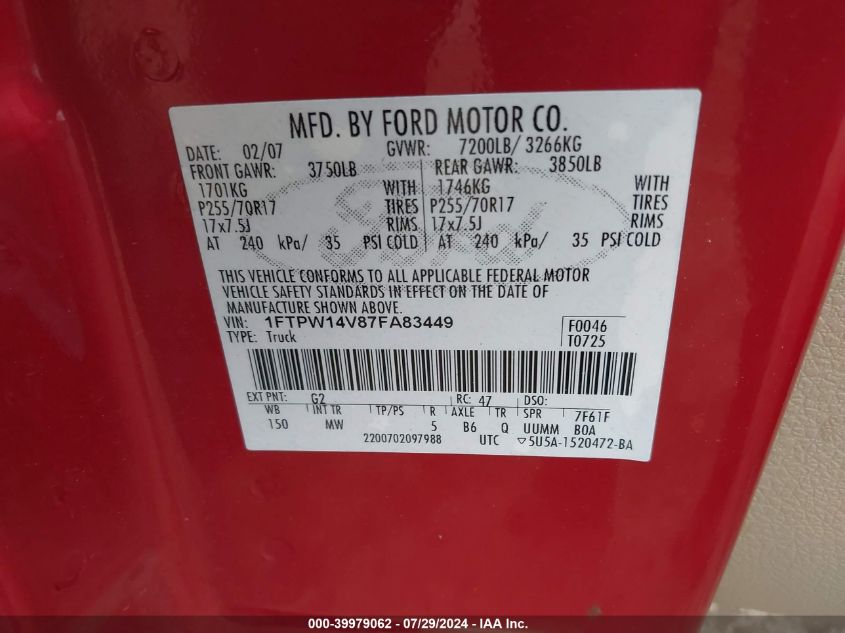 MFD. BY FORD MOTOR CO.
DATE: 02/07 GVWR: 7200LB/ 3266KG
FRONT GAWR: 3750LB REAR GAWR: 3850LB
1701KG WITH 1746KG WITH
P255/70R17 TIRES P255/70R17 TIRES
17x7.5J RIMS 17x7.5J RIMS
AT 240 kPa/ 35 PSI COLD AT 240 kPa/ 35 PSI COLD
Ford
THIS VEHICLE CONFORMS TO ALL APPLICABLE FEDERAL MOTOR
VEHICLE SAFETY STANDARDS IN EFFECT ON THE DATE OF
MANUFACTURE SHOWN ABOVE.
VIN: 1FTPW14V87FA83449 F0046
TYPE: Truck T0725
EXT PNT: G2 RC: 47 DSO:
WB INT TR TP/PS R AXLE TR SPR 7F61F
150 MW 5 B6 Q UUMM BOA
2200702097988 UTC ▽5U5A-1520472-BA
000-39979062 / 07/29/2024 - IAA Inc.